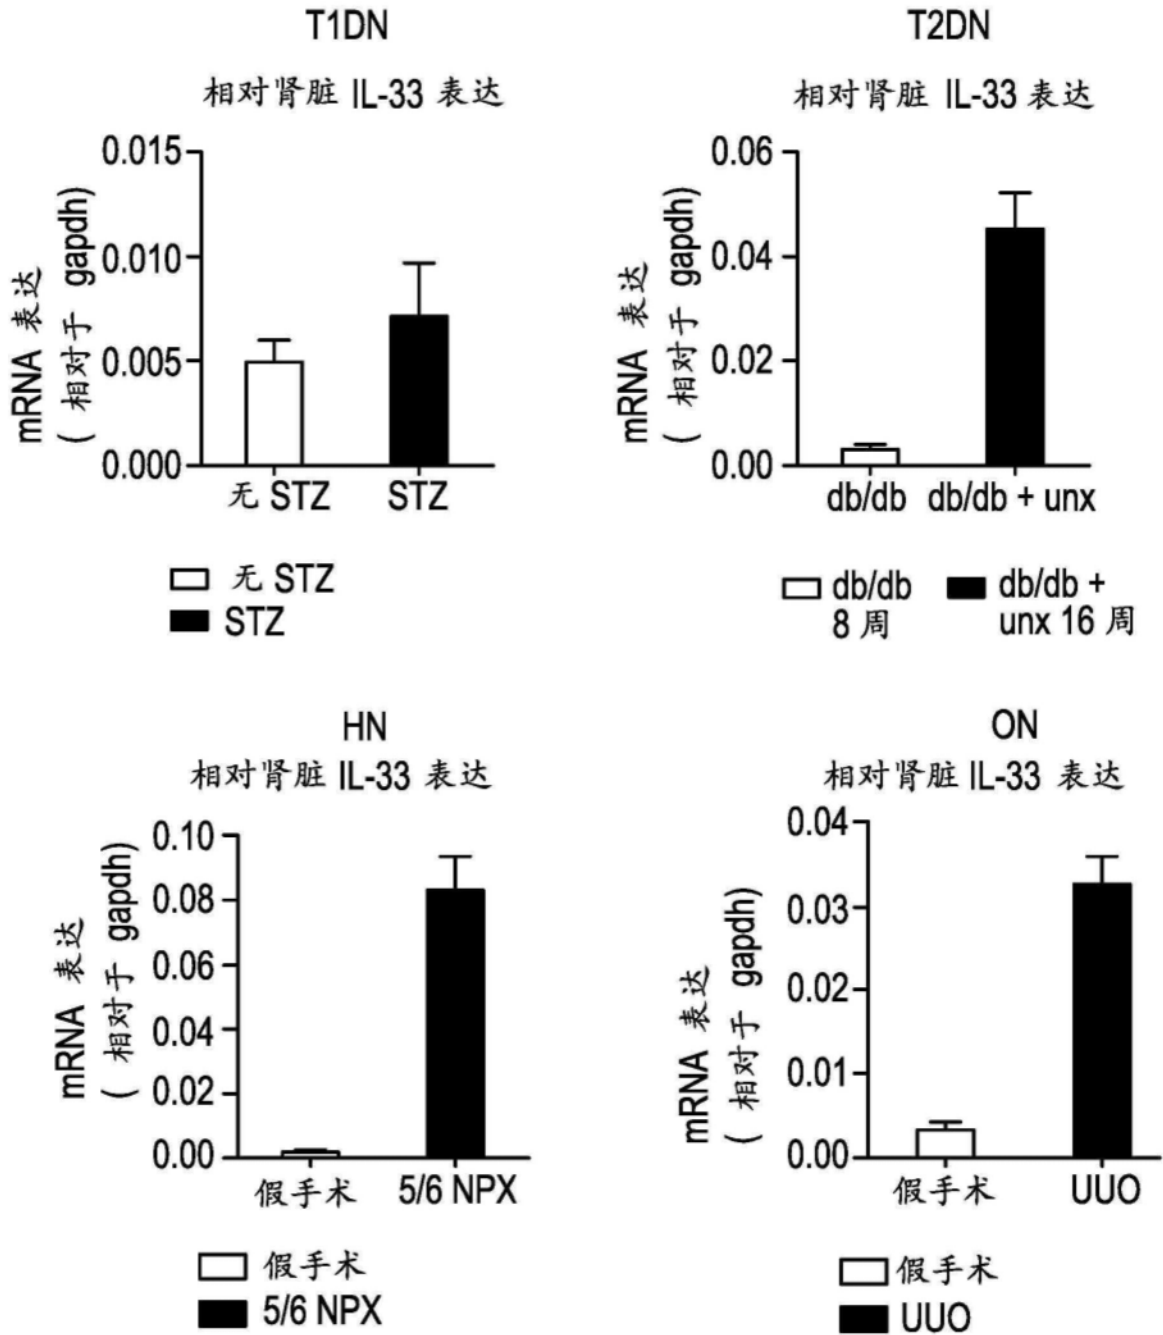 T1DN
相对肾脏 IL-33 表达
mRNA 表达
(相对于 gapdh)
0.015
0.010
0.005
0.000
无 STZ
STZ
无 STZ
STZ
T2DN
相对肾脏 IL-33 表达
mRNA 表达
(相对于 gapdh)
0.06
0.04
0.02
0.00
db/db
db/db + unx
db/db
8 周
db/db +
unx 16 周
HN
相对肾脏 IL-33 表达
mRNA 表达
(相对于 gapdh)
0.10
0.08
0.06
0.04
0.02
0.00
假手术
5/6 NPX
假手术
5/6 NPX
ON
相对肾脏 IL-33 表达
mRNA 表达
(相对于 gapdh)
0.04
0.03
0.02
0.01
0.00
假手术
UUO
假手术
UUO